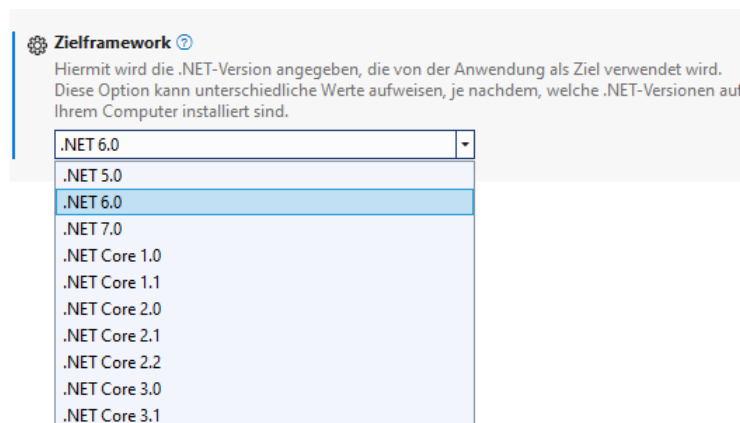 Zielframework
Hiermit wird die .NET-Version angegeben, die von der Anwendung als Ziel verwendet wird.
Diese Option kann unterschiedliche Werte aufweisen, je nachdem, welche .NET-Versionen auf
Ihrem Computer installiert sind.
.NET 6.0
.NET 5.0
.NET 6.0
.NET 7.0
.NET Core 1.0
.NET Core 1.1
.NET Core 2.0
.NET Core 2.1
.NET Core 2.2
.NET Core 3.0
.NET Core 3.1